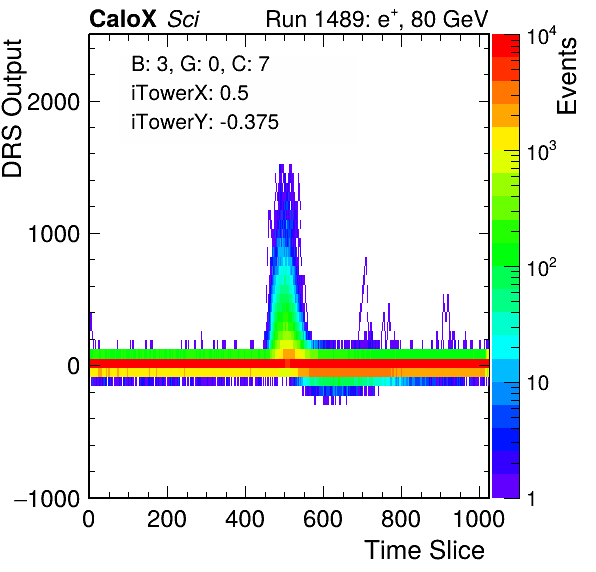 CaloX Sci Run 1489: e⁺, 80 GeV
B: 3, G: 0, C: 7
iTowerX: 0.5
iTowerY: -0.375
DRS Output
2000
1000
0
−1000
0 200 400 600 800 1000
Time Slice
10⁴
10³
10²
10
1
Events